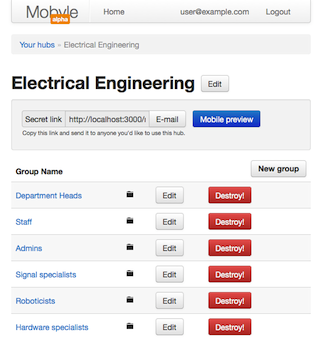 Mobyle
alpha
Home
user@example.com
Logout
Your hubs » Electrical Engineering
Electrical Engineering
Edit
Secret link
http://localhost:3000/i
E-mail
Mobile preview
Copy this link and send it to anyone you'd like to use this hub.
New group
Group Name
Department Heads
Edit
Destroy!
Staff
Edit
Destroy!
Admins
Edit
Destroy!
Signal specialists
Edit
Destroy!
Roboticists
Edit
Destroy!
Hardware specialists
Edit
Destroy!